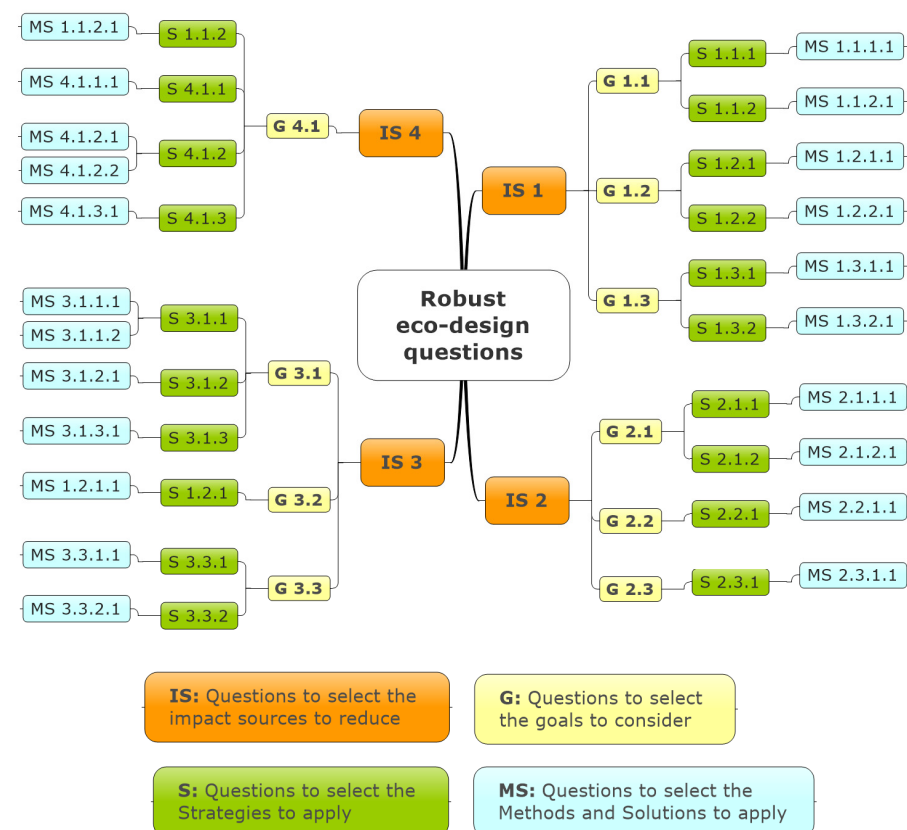 MS 1.1.2.1
S 1.1.2
MS 4.1.1.1
S 4.1.1
MS 4.1.2.1
MS 4.1.2.2
S 4.1.2
MS 4.1.3.1
S 4.1.3
G 4.1
IS 4
IS 1
G 1.1
S 1.1.1
MS 1.1.1.1
S 1.1.2
MS 1.1.2.1
G 1.2
S 1.2.1
MS 1.2.1.1
S 1.2.2
MS 1.2.2.1
G 1.3
S 1.3.1
MS 1.3.1.1
S 1.3.2
MS 1.3.2.1
Robust
eco-design
questions
MS 3.1.1.1
MS 3.1.1.2
S 3.1.1
MS 3.1.2.1
S 3.1.2
MS 3.1.3.1
S 3.1.3
G 3.1
MS 1.2.1.1
S 1.2.1
G 3.2
MS 3.3.1.1
S 3.3.1
MS 3.3.2.1
S 3.3.2
G 3.3
IS 3
IS 2
G 2.1
S 2.1.1
MS 2.1.1.1
S 2.1.2
MS 2.1.2.1
G 2.2
S 2.2.1
MS 2.2.1.1
G 2.3
S 2.3.1
MS 2.3.1.1
IS: Questions to select the
impact sources to reduce
G: Questions to select
the goals to consider
S: Questions to select the
Strategies to apply
MS: Questions to select the
Methods and Solutions to apply